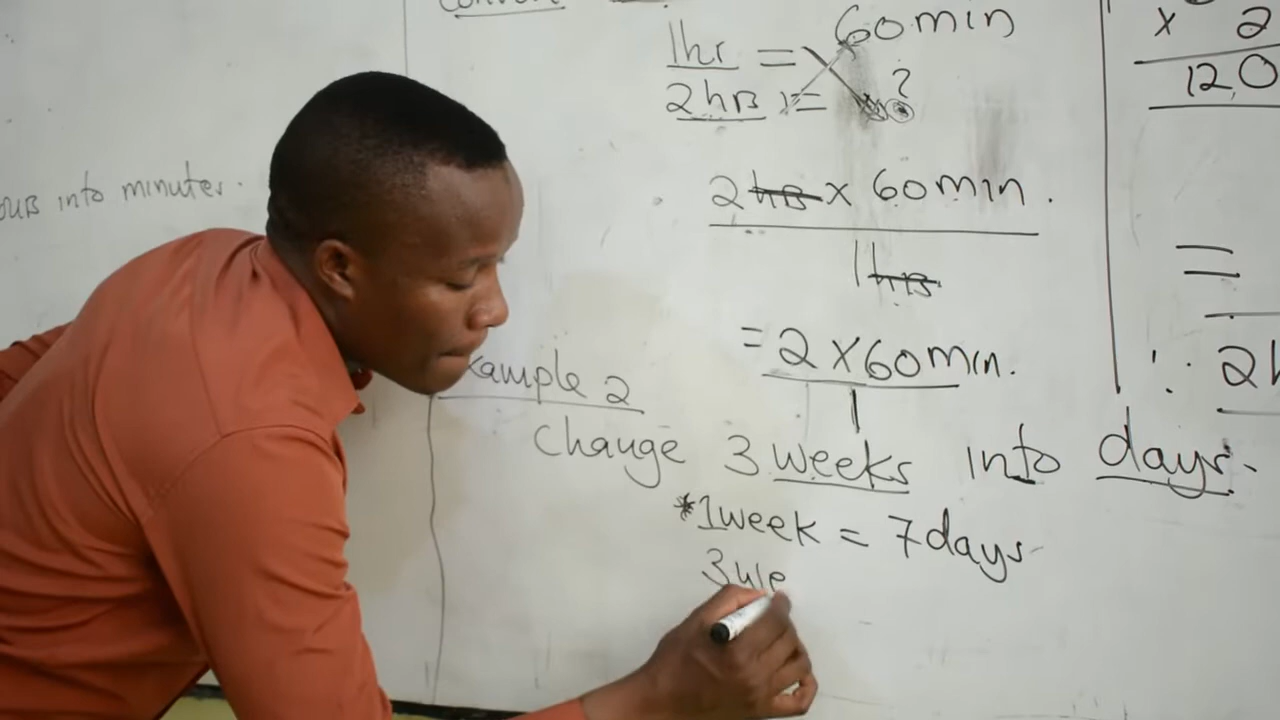 into minutes.
1hr = 60min
2hrs = ?
2hrs x 60min.
1hrs
= 2 x 60min.
1
x 2
120
=
∴ 2h
Example 2
Change 3 weeks into days.
*1week = 7days
3we